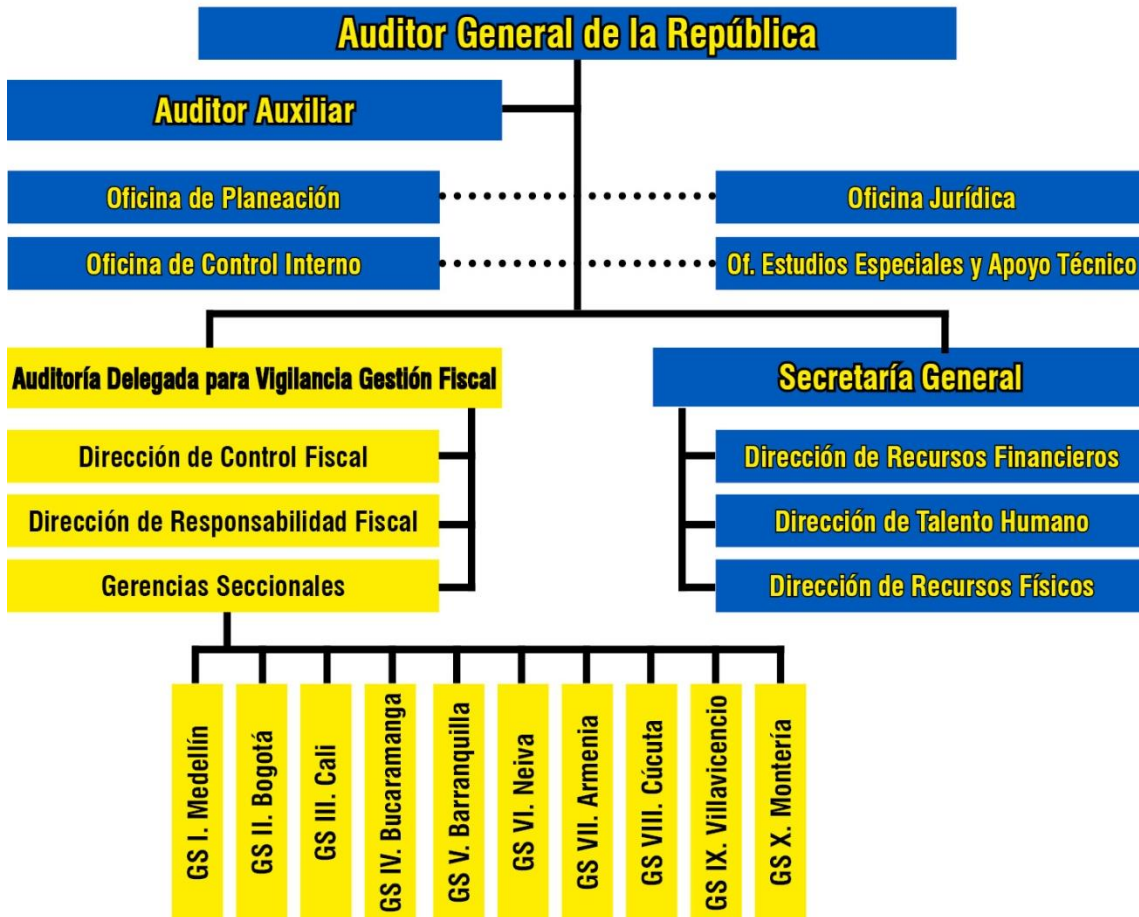 Auditor General de la República
Auditor Auxiliar
Oficina de Planeación
Oficina Jurídica
Oficina de Control Interno
Of. Estudios Especiales y Apoyo Técnico
Auditoría Delegada para Vigilancia Gestión Fiscal
Secretaría General
Dirección de Control Fiscal
Dirección de Recursos Financieros
Dirección de Responsabilidad Fiscal
Dirección de Talento Humano
Gerencias Seccionales
Dirección de Recursos Físicos
GS I. Medellín
GS II. Bogotá
GS III. Cali
GS IV. Bucaramanga
GS V. Barranquilla
GS VI. Neiva
GS VII. Armenia
GS VIII. Cúcuta
GS IX. Villavicencio
GS X. Montería